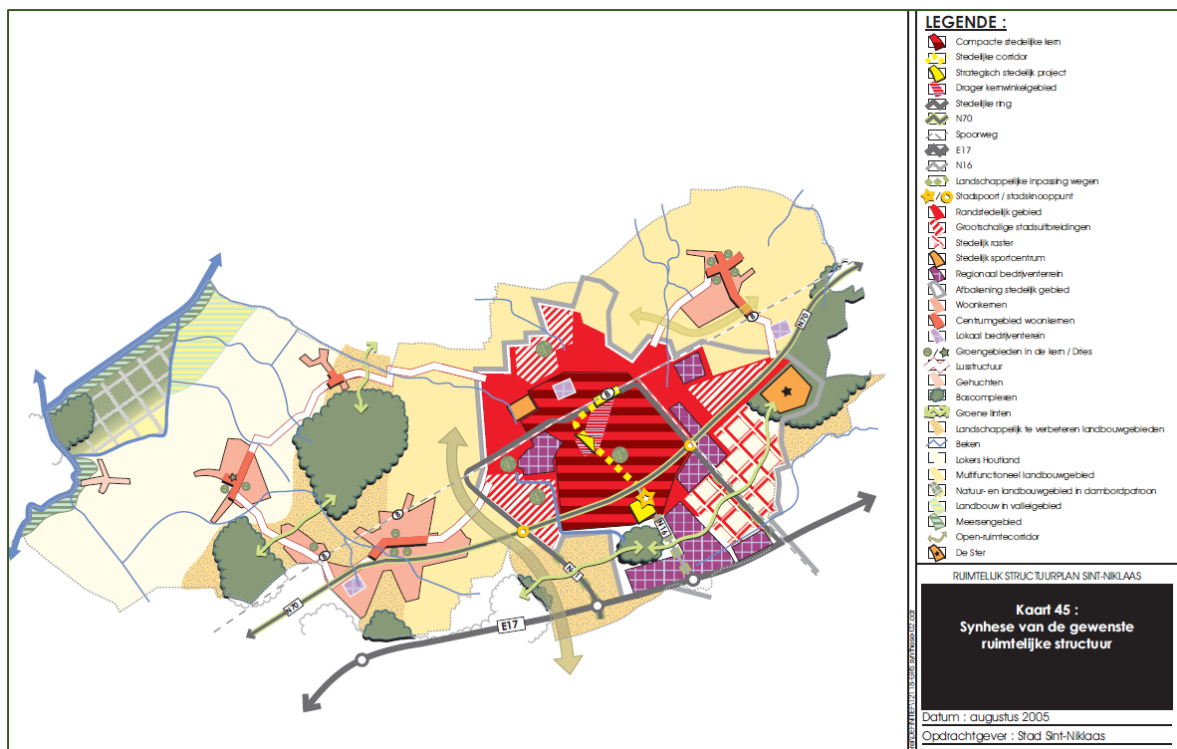 LEGENDE :
Compacte stedelijke kern
Stedelijke corridor
Strategisch stedelijk project
Drager kernwinkelgebied
Stedelijke ring
N70
Spoorweg
E17
N16
Landschappelijke inpassing wegen
Stadspoort / stadsknooppunt
Randstedelijk gebied
Grootschalige stadsuitbreidingen
Stedelijk raster
Stedelijk sportcentrum
Regionaal bedrijventerrein
Afbakening stedelijk gebied
Woonkernen
Centrumgebied woonkernen
Lokaal bedrijventerein
Groengebieden in de kern / Dries
Lusstructuur
Gehuchten
Boscomplexen
Groene linten
Landschappelijk te verbeteren landbouwgebieden
Beken
Lokers Houtland
Multifunctioneel landbouwgebied
Natuur- en landbouwgebied in dambordpatroon
Landbouw in valleigebied
Meersengebied
Open-ruimtecorridor
De Ster
RUIMTELIJK STRUCTUURPLAN SINT-NIKLAAS
Kaart 45 :
Synhese van de gewenste
ruimtelijke structuur
Datum : augustus 2005
Opdrachtgever : Stad Sint-Niklaas
N70
N16
N70
E17